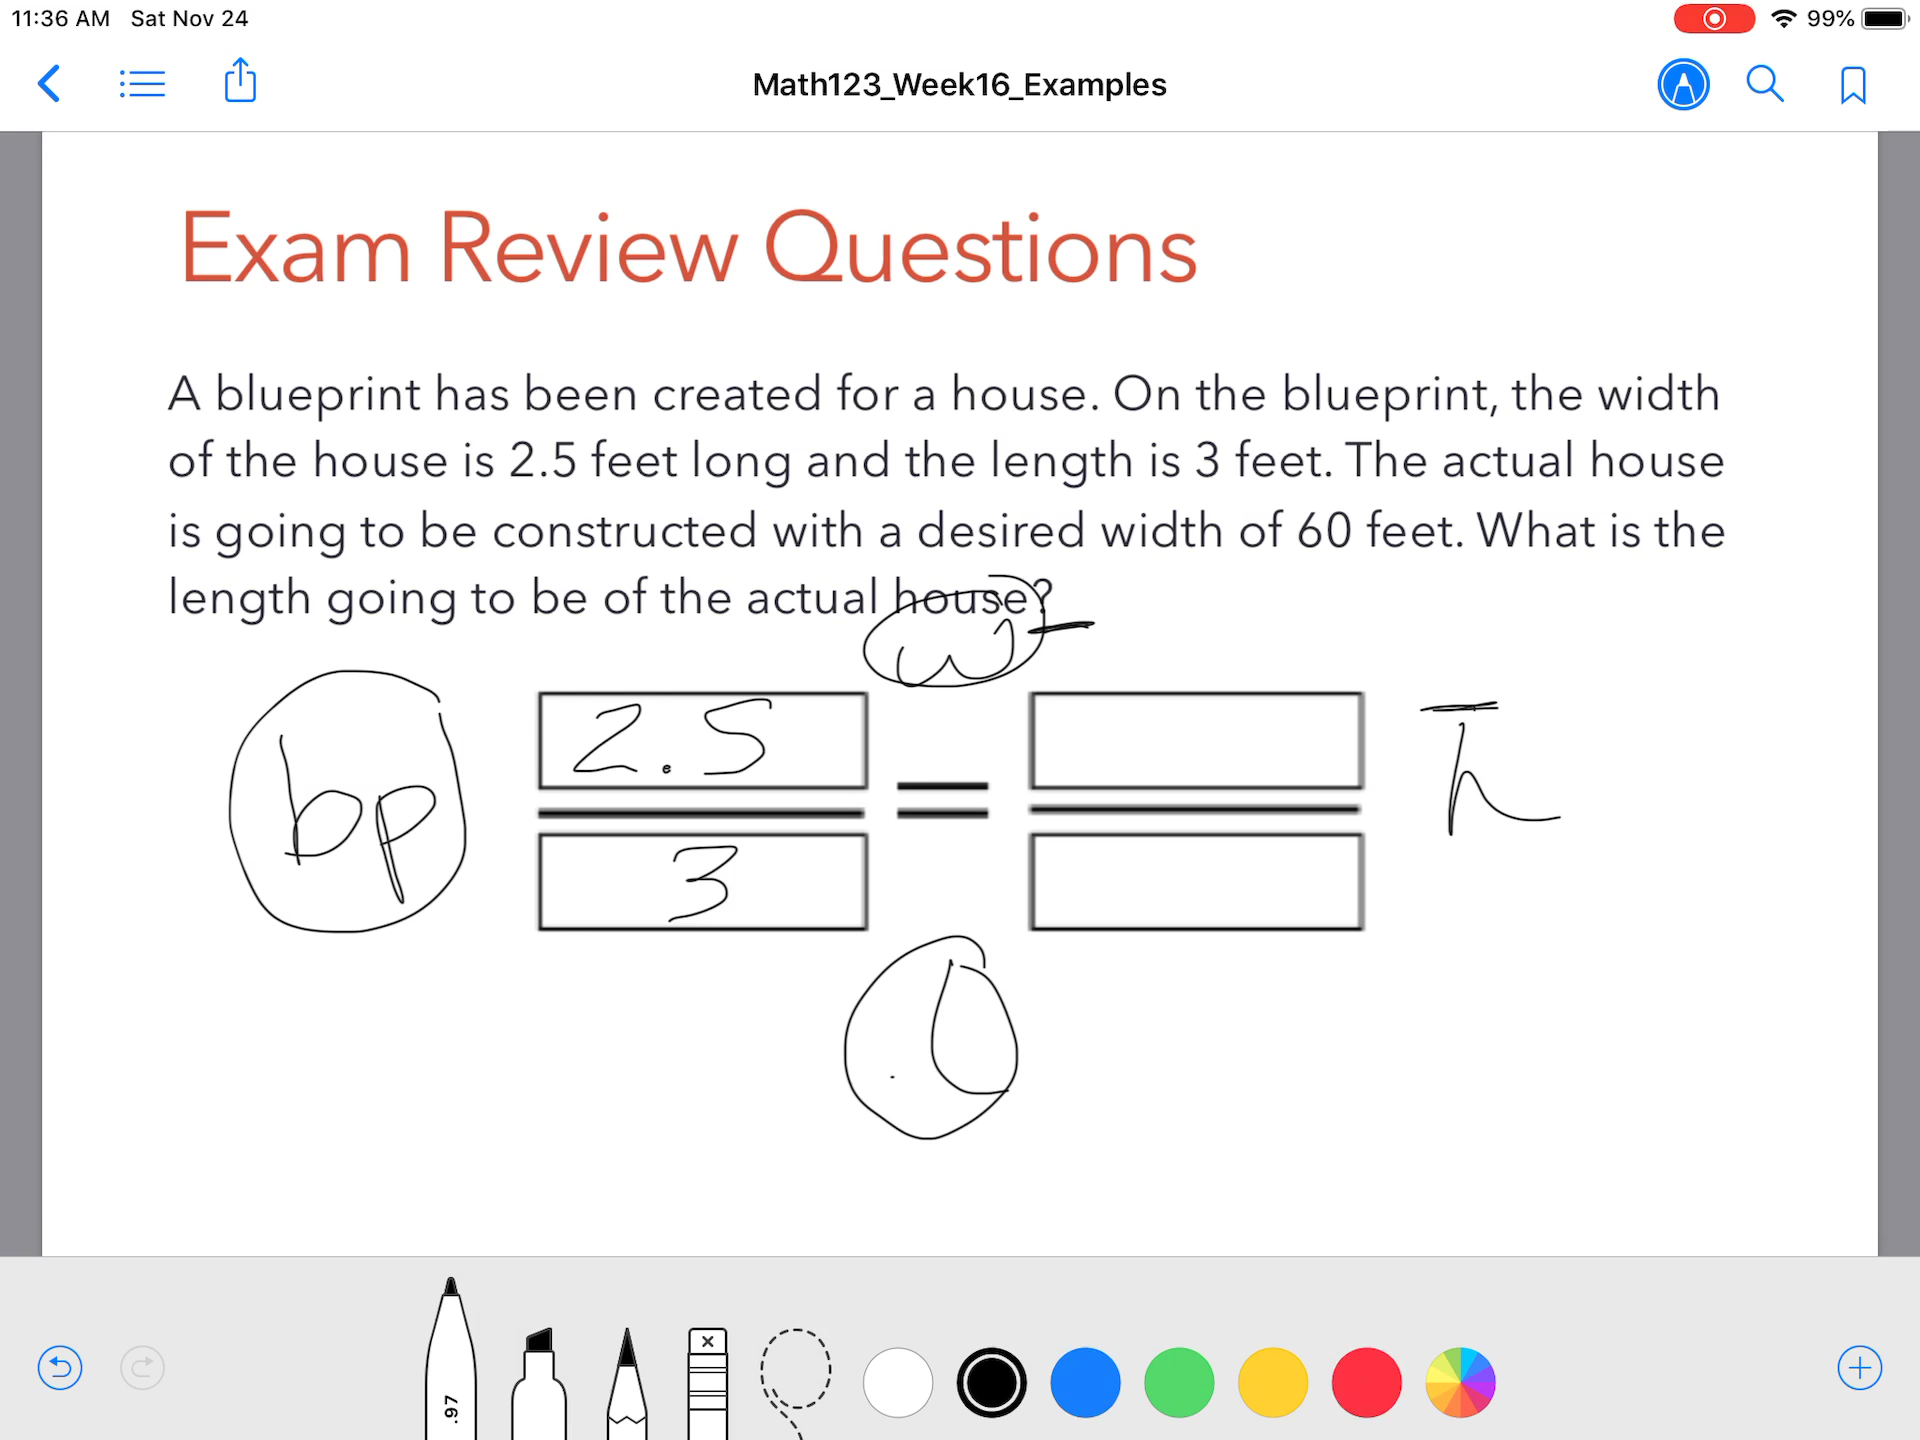 11:36 AM Sat Nov 24
99%
Math123_Week16_Examples
Exam Review Questions
A blueprint has been created for a house. On the blueprint, the width
of the house is 2.5 feet long and the length is 3 feet. The actual house
is going to be constructed with a desired width of 60 feet. What is the
length going to be of the actual house?
w
bp
2.5
=
h
3
l
.97